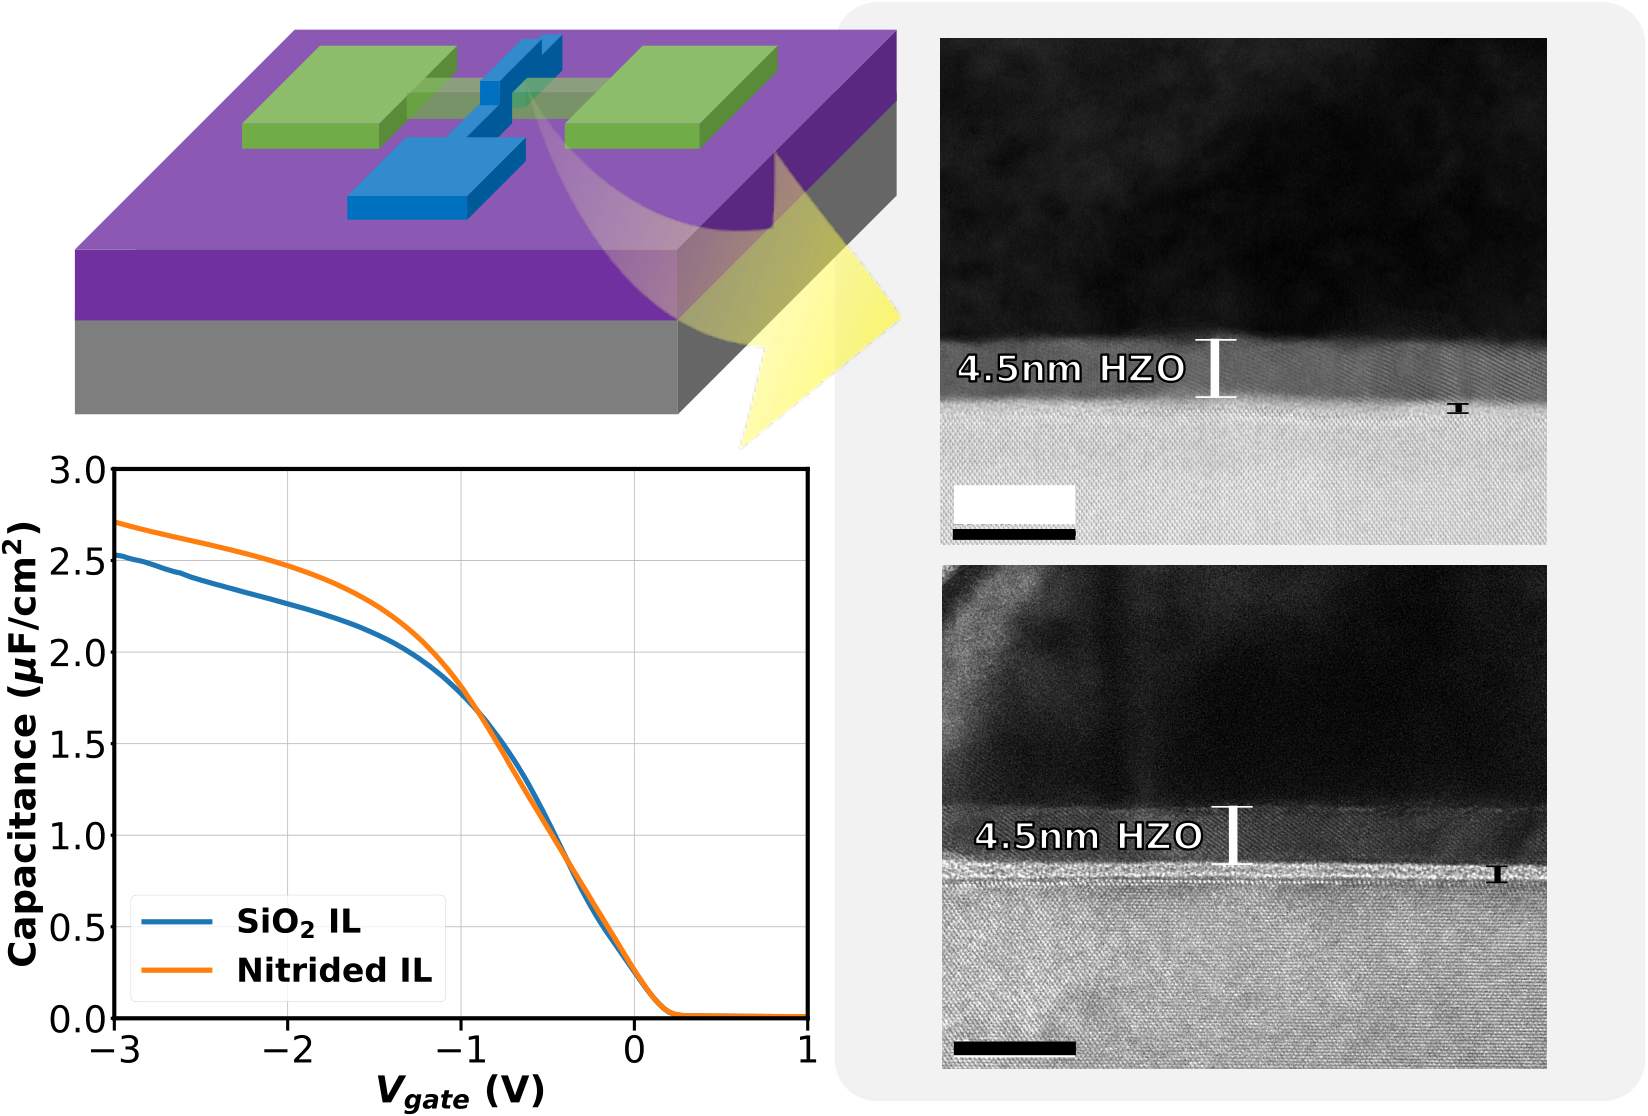 4.5nm HZO
4.5nm HZO
3.0
2.5
2.0
1.5
1.0
0.5
0.0
Capacitance (μF/cm²)
SiO₂ IL
Nitrided IL
−3 −2 −1 0 1
V_gate (V)